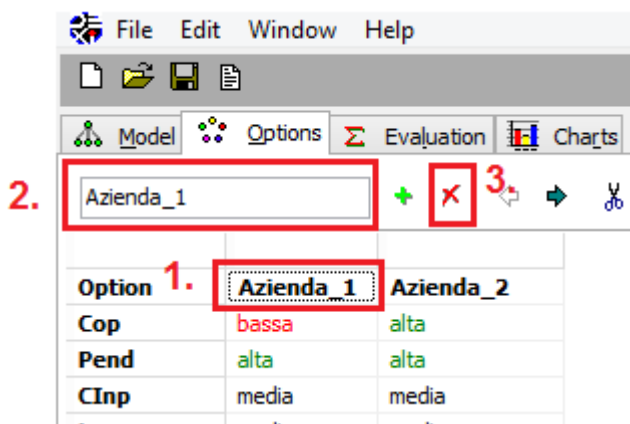 File Edit Window Help
Model Options Evaluation Charts
2. Azienda_1 3.
1.
Option Azienda_1 Azienda_2
Cop bassa alta
Pend alta alta
CInp media media